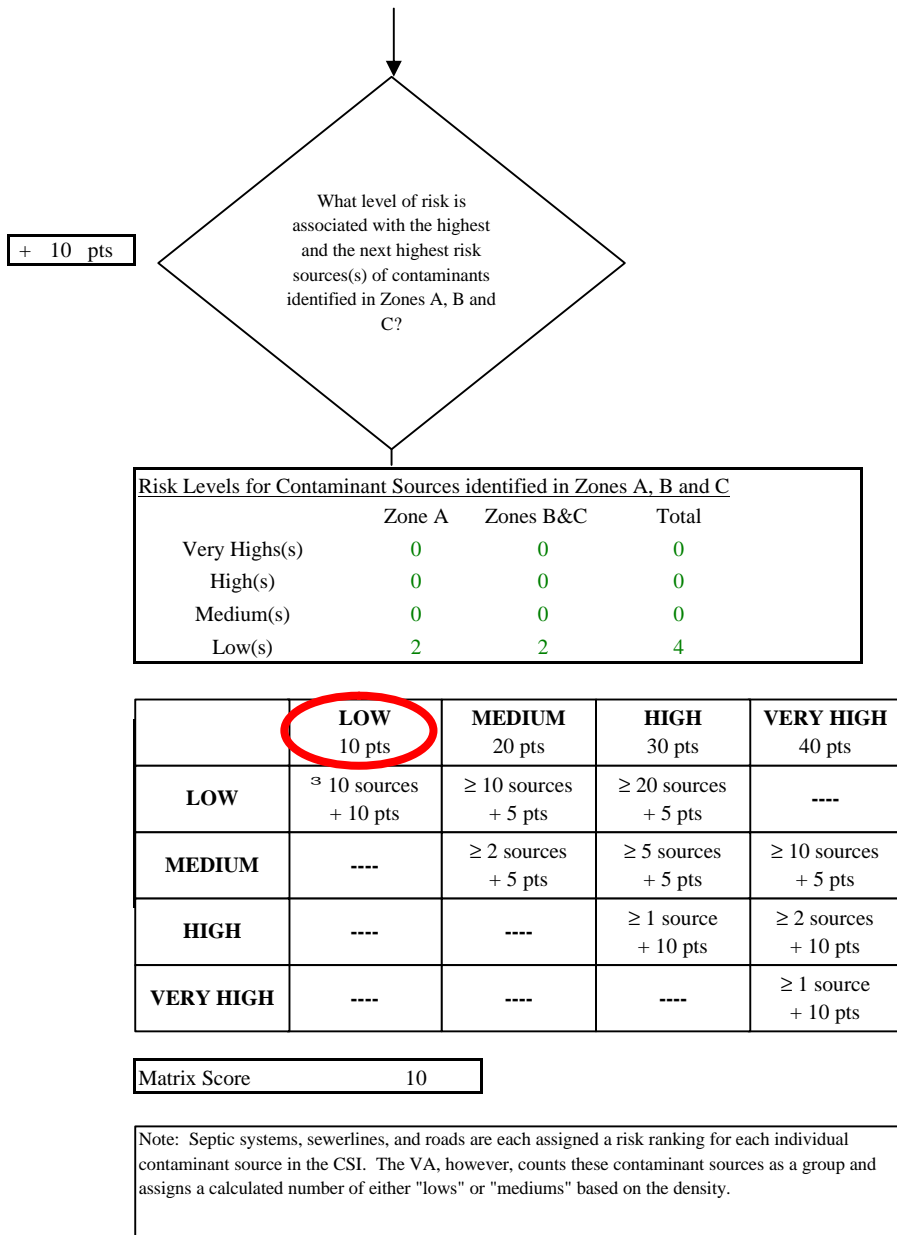 What level of risk is
associated with the highest
and the next highest risk
sources(s) of contaminants
identified in Zones A, B and
C?
+ 10 pts
Risk Levels for Contaminant Sources identified in Zones A, B and C
Zone A Zones B&C Total
Very Highs(s) 0 0 0
High(s) 0 0 0
Medium(s) 0 0 0
Low(s) 2 2 4
LOW MEDIUM HIGH VERY HIGH
10 pts 20 pts 30 pts 40 pts
LOW ³ 10 sources ≥ 10 sources ≥ 20 sources ----
+ 10 pts + 5 pts + 5 pts
MEDIUM ---- ≥ 2 sources ≥ 5 sources ≥ 10 sources
+ 5 pts + 5 pts + 5 pts
HIGH ---- ---- ≥ 1 source ≥ 2 sources
+ 10 pts + 10 pts
VERY HIGH ---- ---- ---- ≥ 1 source
+ 10 pts
Matrix Score 10
Note: Septic systems, sewerlines, and roads are each assigned a risk ranking for each individual
contaminant source in the CSI. The VA, however, counts these contaminant sources as a group and
assigns a calculated number of either "lows" or "mediums" based on the density.